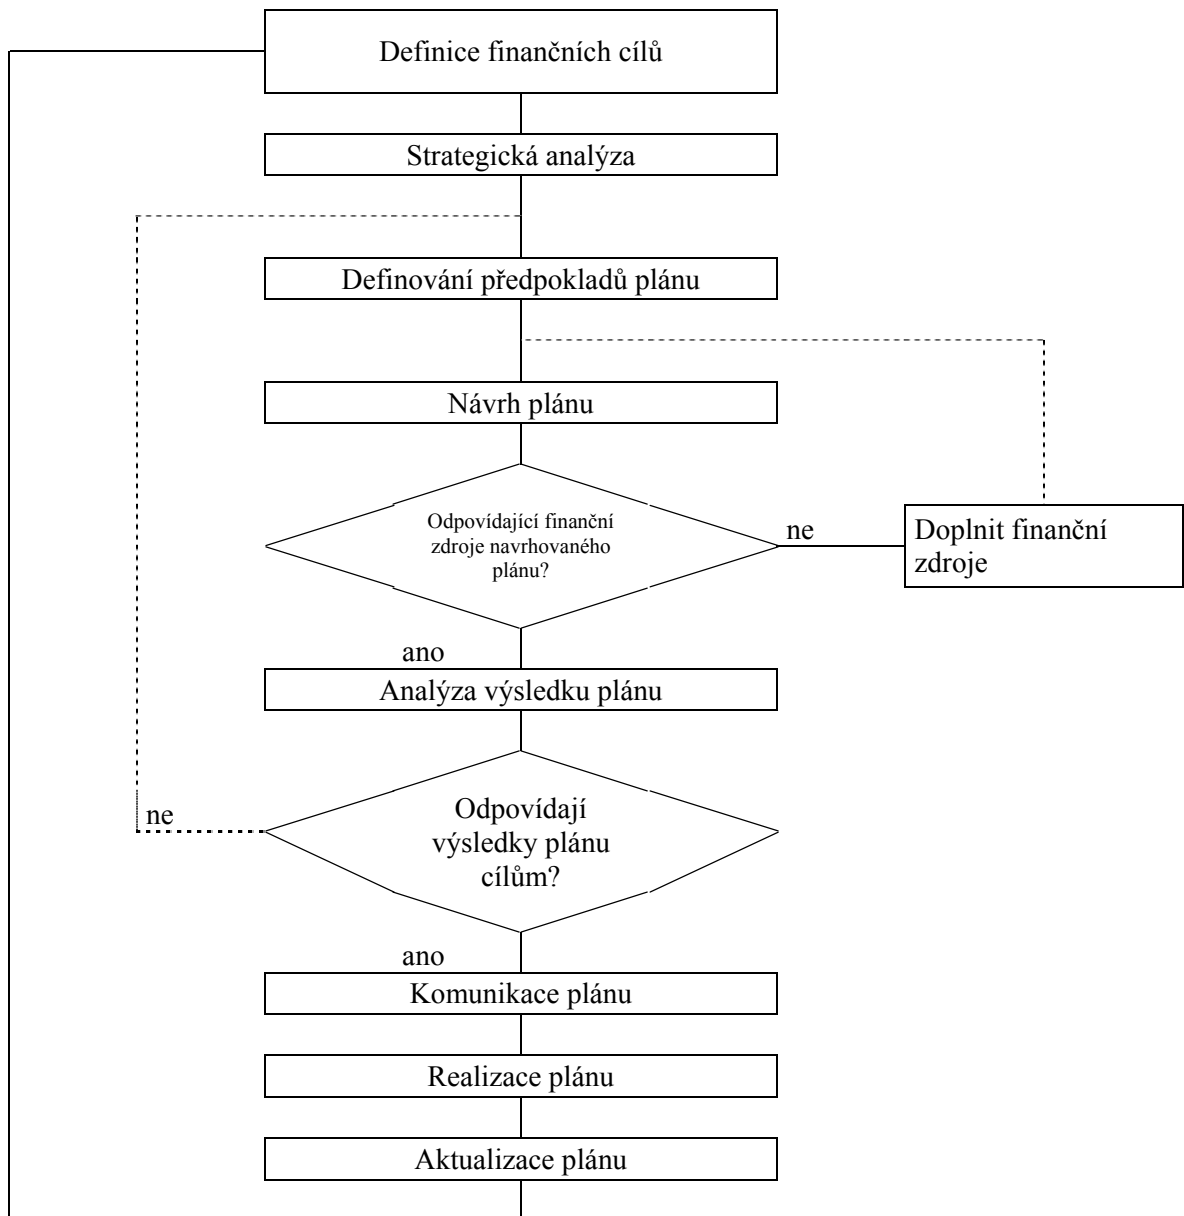 Definice finančních cílů
Strategická analýza
Definování předpokladů plánu
Návrh plánu
Odpovídající finanční
zdroje navrhovaného
plánu?
ne
Doplnit finanční
zdroje
ano
Analýza výsledku plánu
Odpovídají
výsledky plánu
cílům?
ne
ano
Komunikace plánu
Realizace plánu
Aktualizace plánu